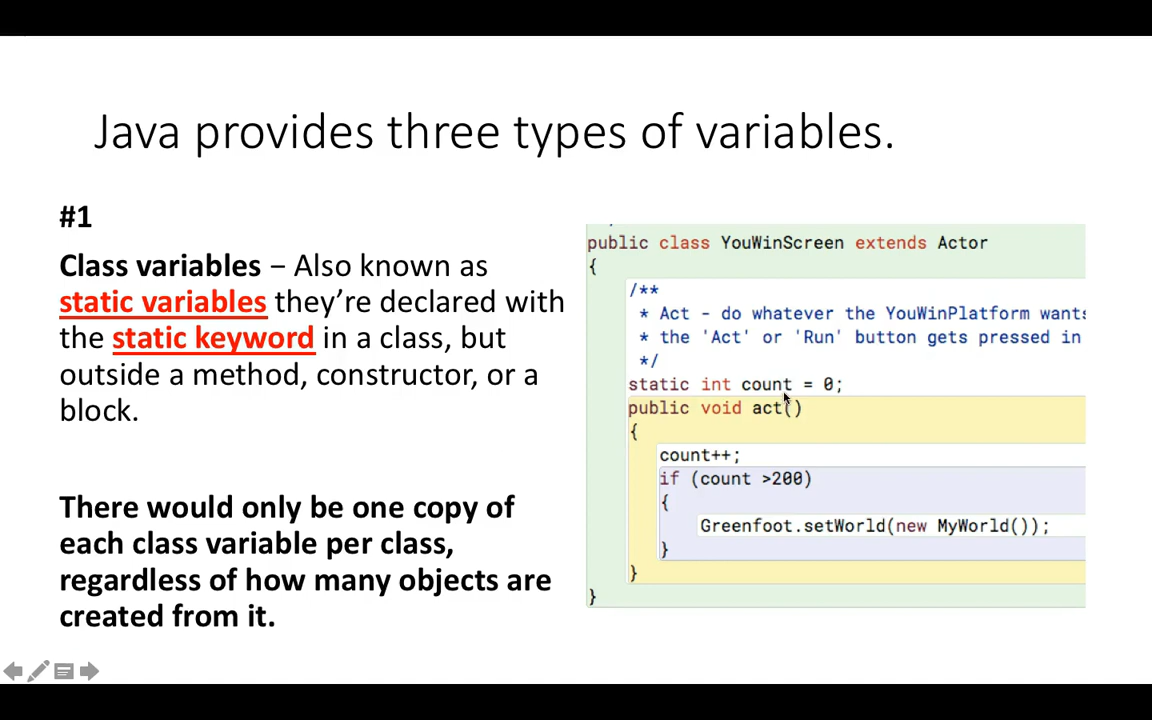 Java provides three types of variables.
#1
Class variables – Also known as
static variables they’re declared with
the static keyword in a class, but
outside a method, constructor, or a
block.
There would only be one copy of
each class variable per class,
regardless of how many objects are
created from it.
public class YouWinScreen extends Actor
{
/**
* Act - do whatever the YouWinPlatform wants
* the 'Act' or 'Run' button gets pressed in
*/
static int count = 0;
public void act()
{
count++;
if (count >200)
{
Greenfoot.setWorld(new MyWorld());
}
}
}